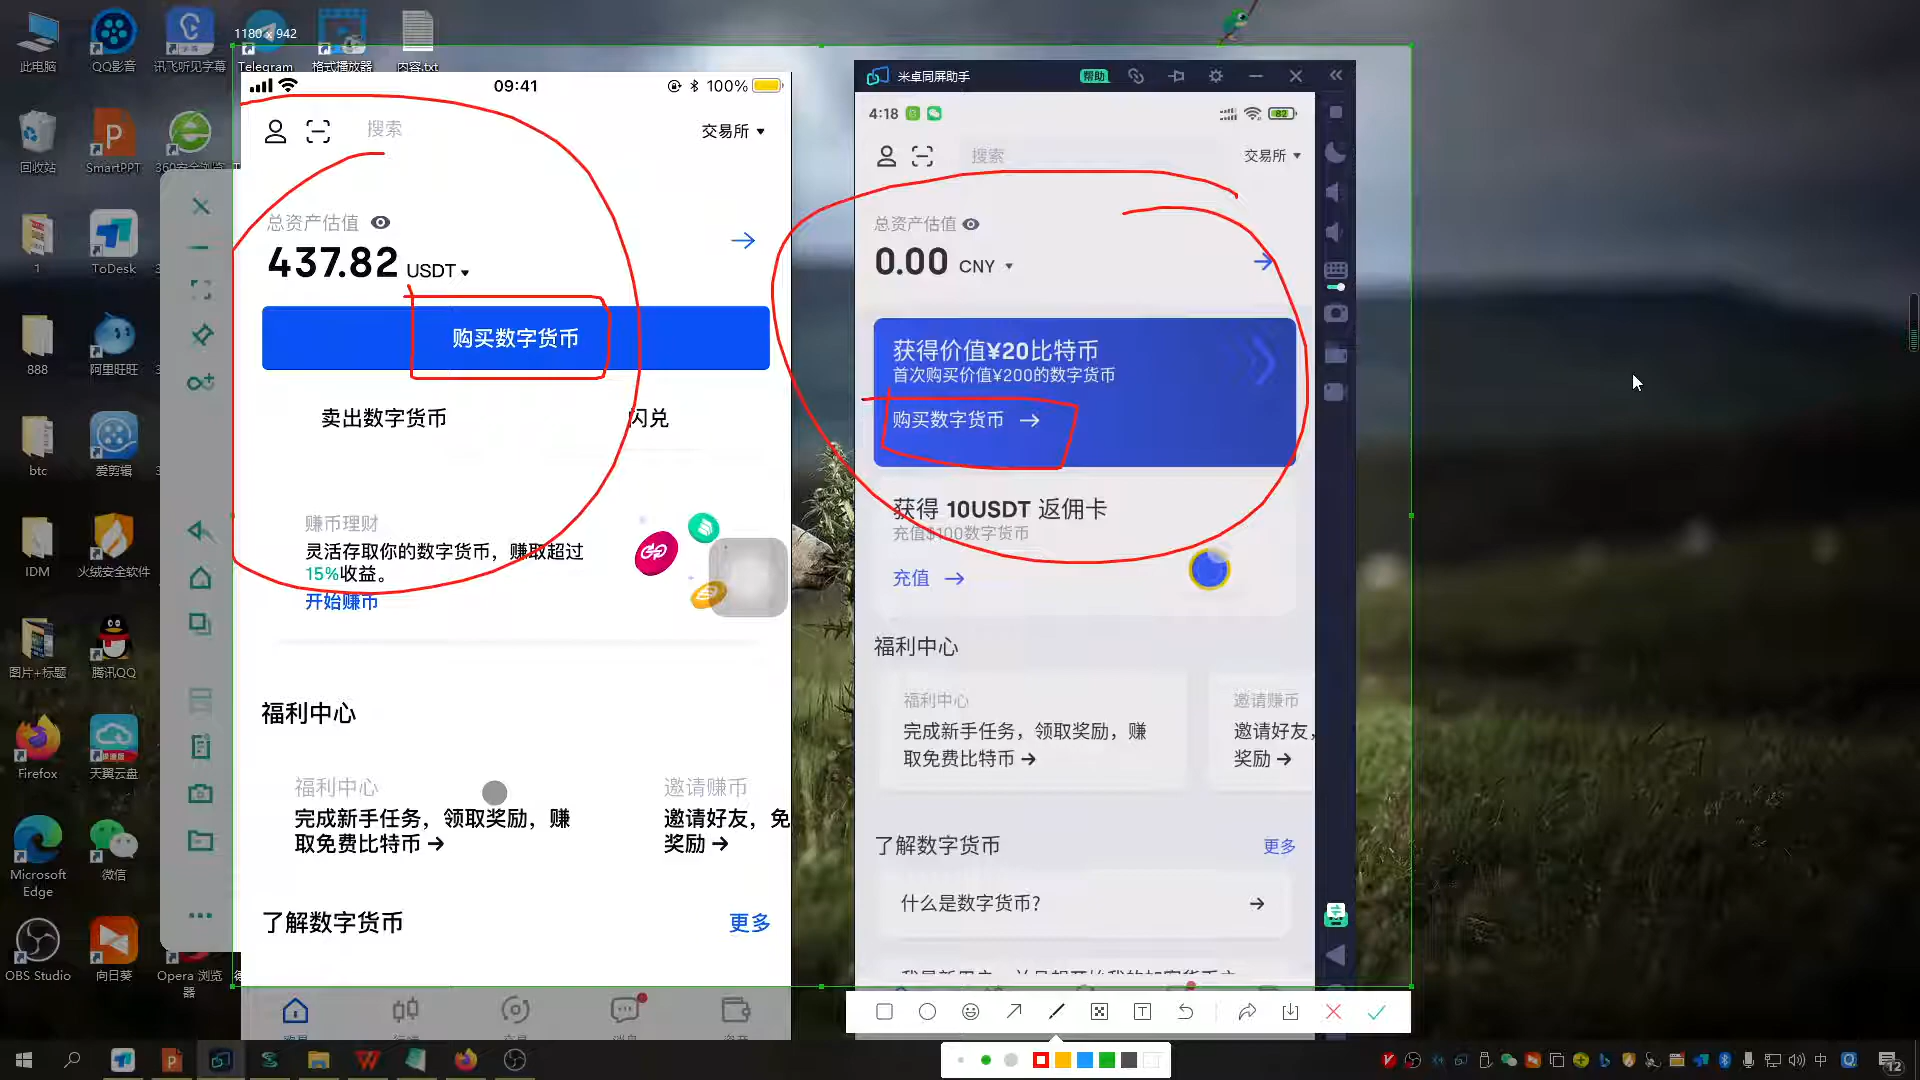 1180 x 942
此电脑
QQ影音
讯飞听见字幕
Telegram
格式播放器
内容.txt
回收站
SmartPPT
360安全浏览
1
ToDesk
888
阿里旺旺
btc
爱剪辑
IDM
火绒安全软件
图片+标题
腾讯QQ
Firefox
天翼云盘
Microsoft
Edge
微信
OBS Studio
向日葵
Opera 浏览
器
09:41
100%
搜索
交易所
总资产估值
437.82 USDT
购买数字货币
卖出数字货币
闪兑
赚币理财
灵活存取你的数字货币，赚取超过
15%收益。
开始赚币
福利中心
福利中心
完成新手任务，领取奖励，赚
取免费比特币
邀请赚币
邀请好友，免
奖励
了解数字货币
更多
米卓同屏助手
帮助
4:18
82
搜索
交易所
总资产估值
0.00 CNY
获得价值¥20比特币
首次购买价值¥200的数字货币
购买数字货币
获得 10USDT 返佣卡
充值$100数字货币
充值
福利中心
福利中心
完成新手任务，领取奖励，赚
取免费比特币
邀请赚币
邀请好友，
奖励
了解数字货币
更多
什么是数字货币?
中
12